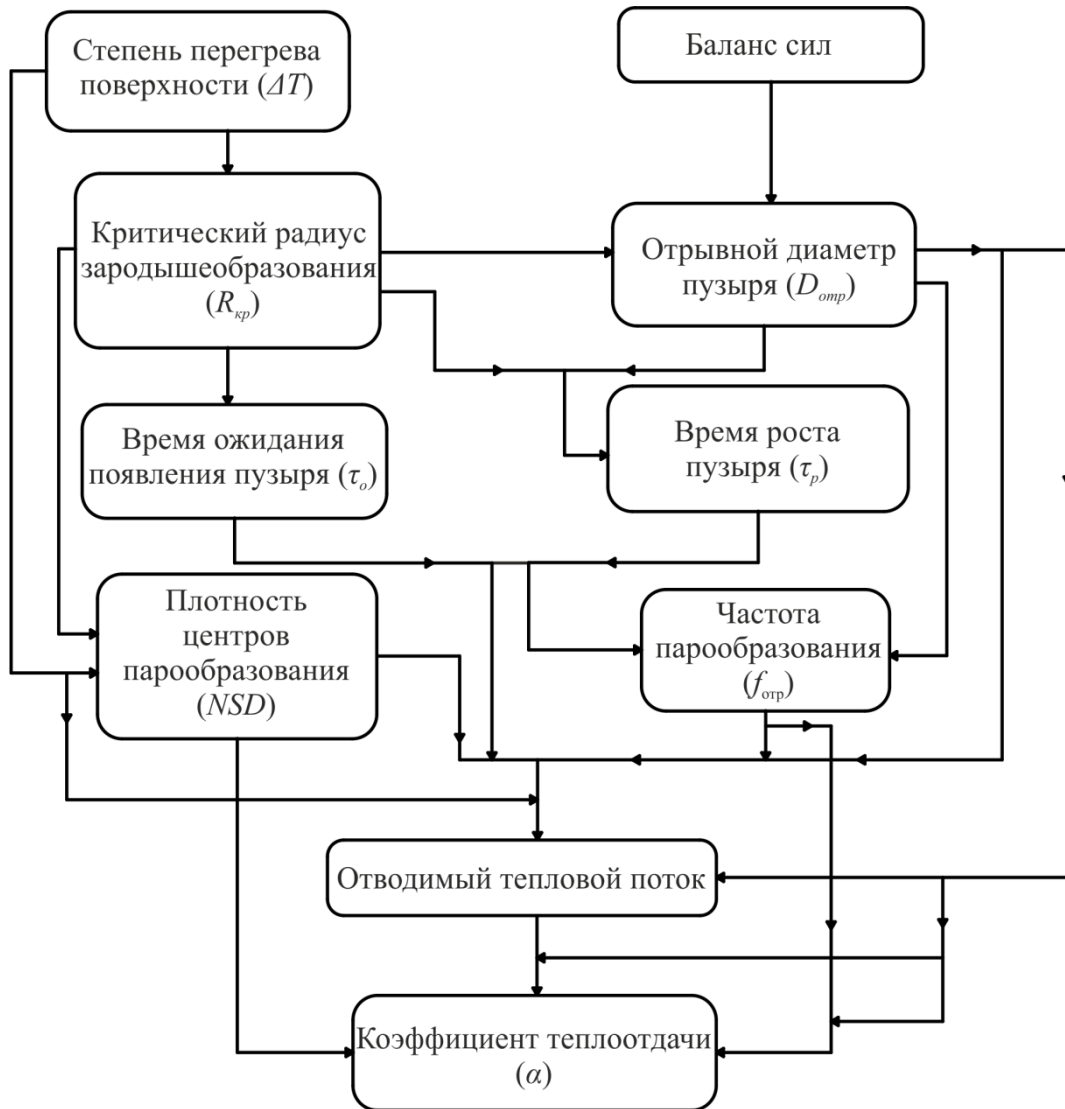 Степень перегрева
поверхности (ΔT)
Баланс сил
Критический радиус
зародышеобразования
(Rкр)
Отрывной диаметр
пузыря (Dотр)
Время ожидания
появления пузыря (τо)
Время роста
пузыря (τр)
Плотность
центров
парообразования
(NSD)
Частота
парообразования
(fотр)
Отводимый тепловой поток
Коэффициент теплоотдачи
(α)